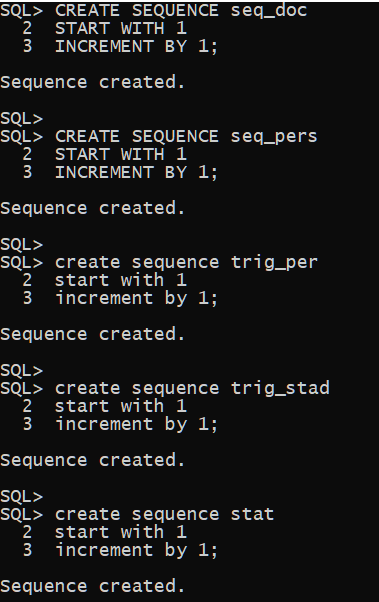 SQL> CREATE SEQUENCE seq_doc
  2  START WITH 1
  3  INCREMENT BY 1;

Sequence created.

SQL>
SQL> CREATE SEQUENCE seq_pers
  2  START WITH 1
  3  INCREMENT BY 1;

Sequence created.

SQL>
SQL> create sequence trig_per
  2  start with 1
  3  increment by 1;

Sequence created.

SQL>
SQL> create sequence trig_stad
  2  start with 1
  3  increment by 1;

Sequence created.

SQL>
SQL> create sequence stat
  2  start with 1
  3  increment by 1;

Sequence created.